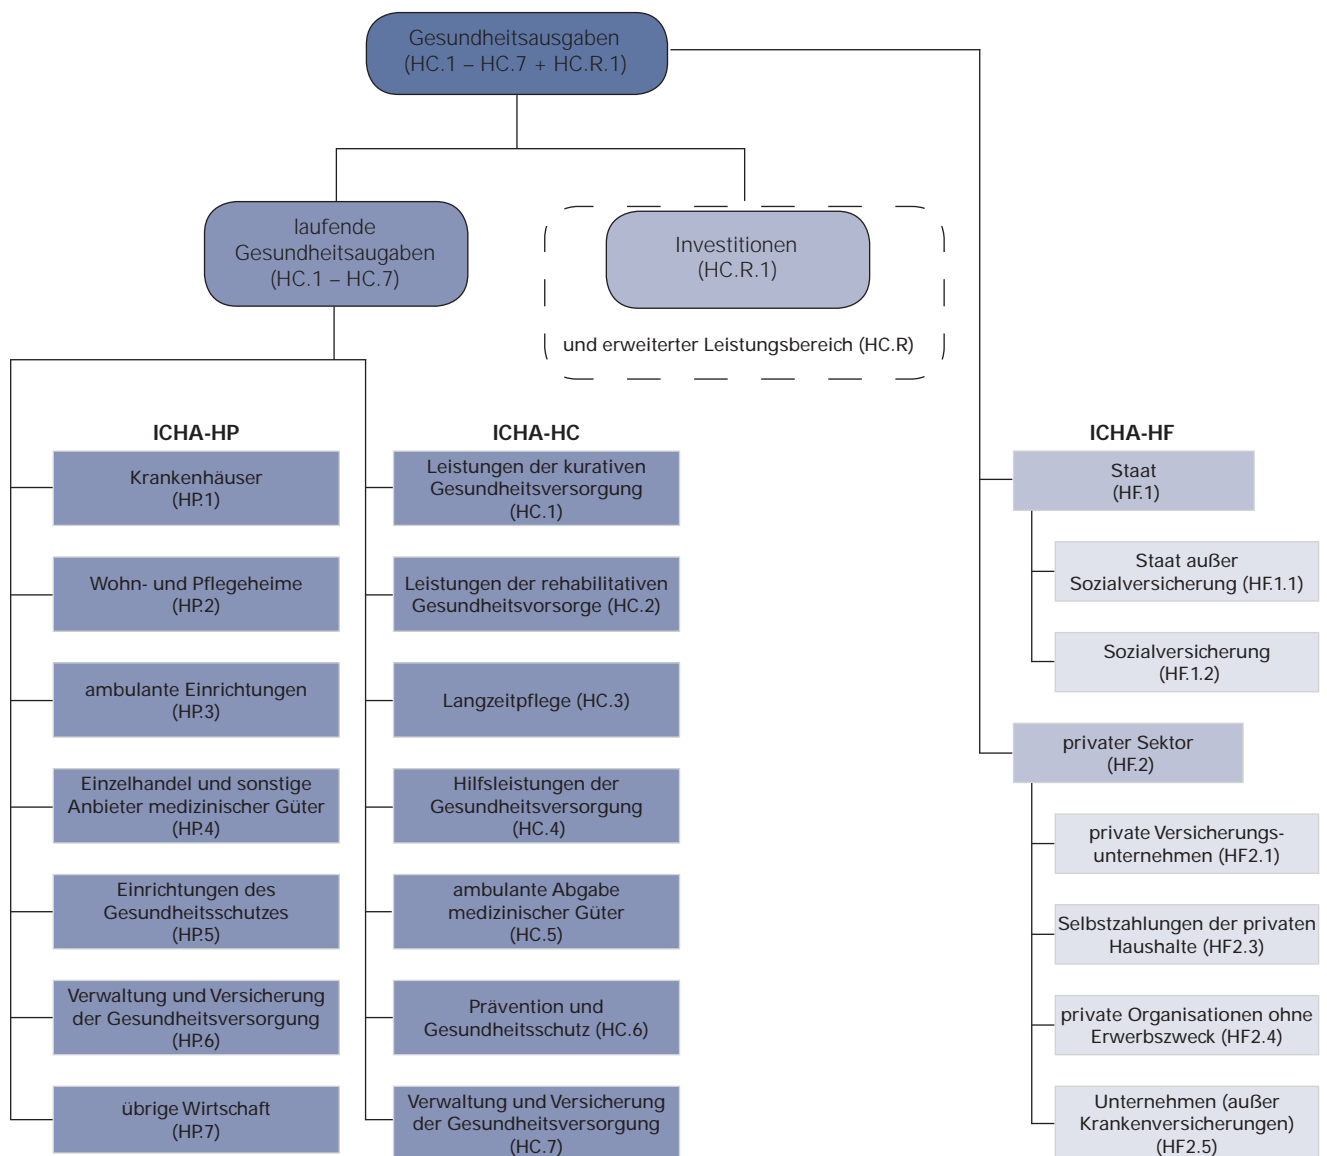 Gesundheitsausgaben
(HC.1 – HC.7 + HC.R.1)
laufende
Gesundheitsaugaben
(HC.1 – HC.7)
Investitionen
(HC.R.1)
und erweiterter Leistungsbereich (HC.R)
ICHA-HP
Krankenhäuser
(HP.1)
Wohn- und Pflegeheime
(HP.2)
ambulante Einrichtungen
(HP.3)
Einzelhandel und sonstige
Anbieter medizinischer Güter
(HP.4)
Einrichtungen des
Gesundheitsschutzes
(HP.5)
Verwaltung und Versicherung
der Gesundheitsversorgung
(HP.6)
übrige Wirtschaft
(HP.7)
ICHA-HC
Leistungen der kurativen
Gesundheitsversorgung
(HC.1)
Leistungen der rehabilitativen
Gesundheitsvorsorge (HC.2)
Langzeitpflege (HC.3)
Hilfsleistungen der
Gesundheitsversorgung
(HC.4)
ambulante Abgabe
medizinischer Güter
(HC.5)
Prävention und
Gesundheitsschutz (HC.6)
Verwaltung und Versicherung
der Gesundheitsversorgung
(HC.7)
ICHA-HF
Staat
(HF.1)
Staat außer
Sozialversicherung (HF.1.1)
Sozialversicherung
(HF.1.2)
privater Sektor
(HF.2)
private Versicherungs-
unternehmen (HF2.1)
Selbstzahlungen der privaten
Haushalte (HF2.3)
private Organisationen ohne
Erwerbszweck (HF2.4)
Unternehmen (außer
Krankenversicherungen)
(HF2.5)